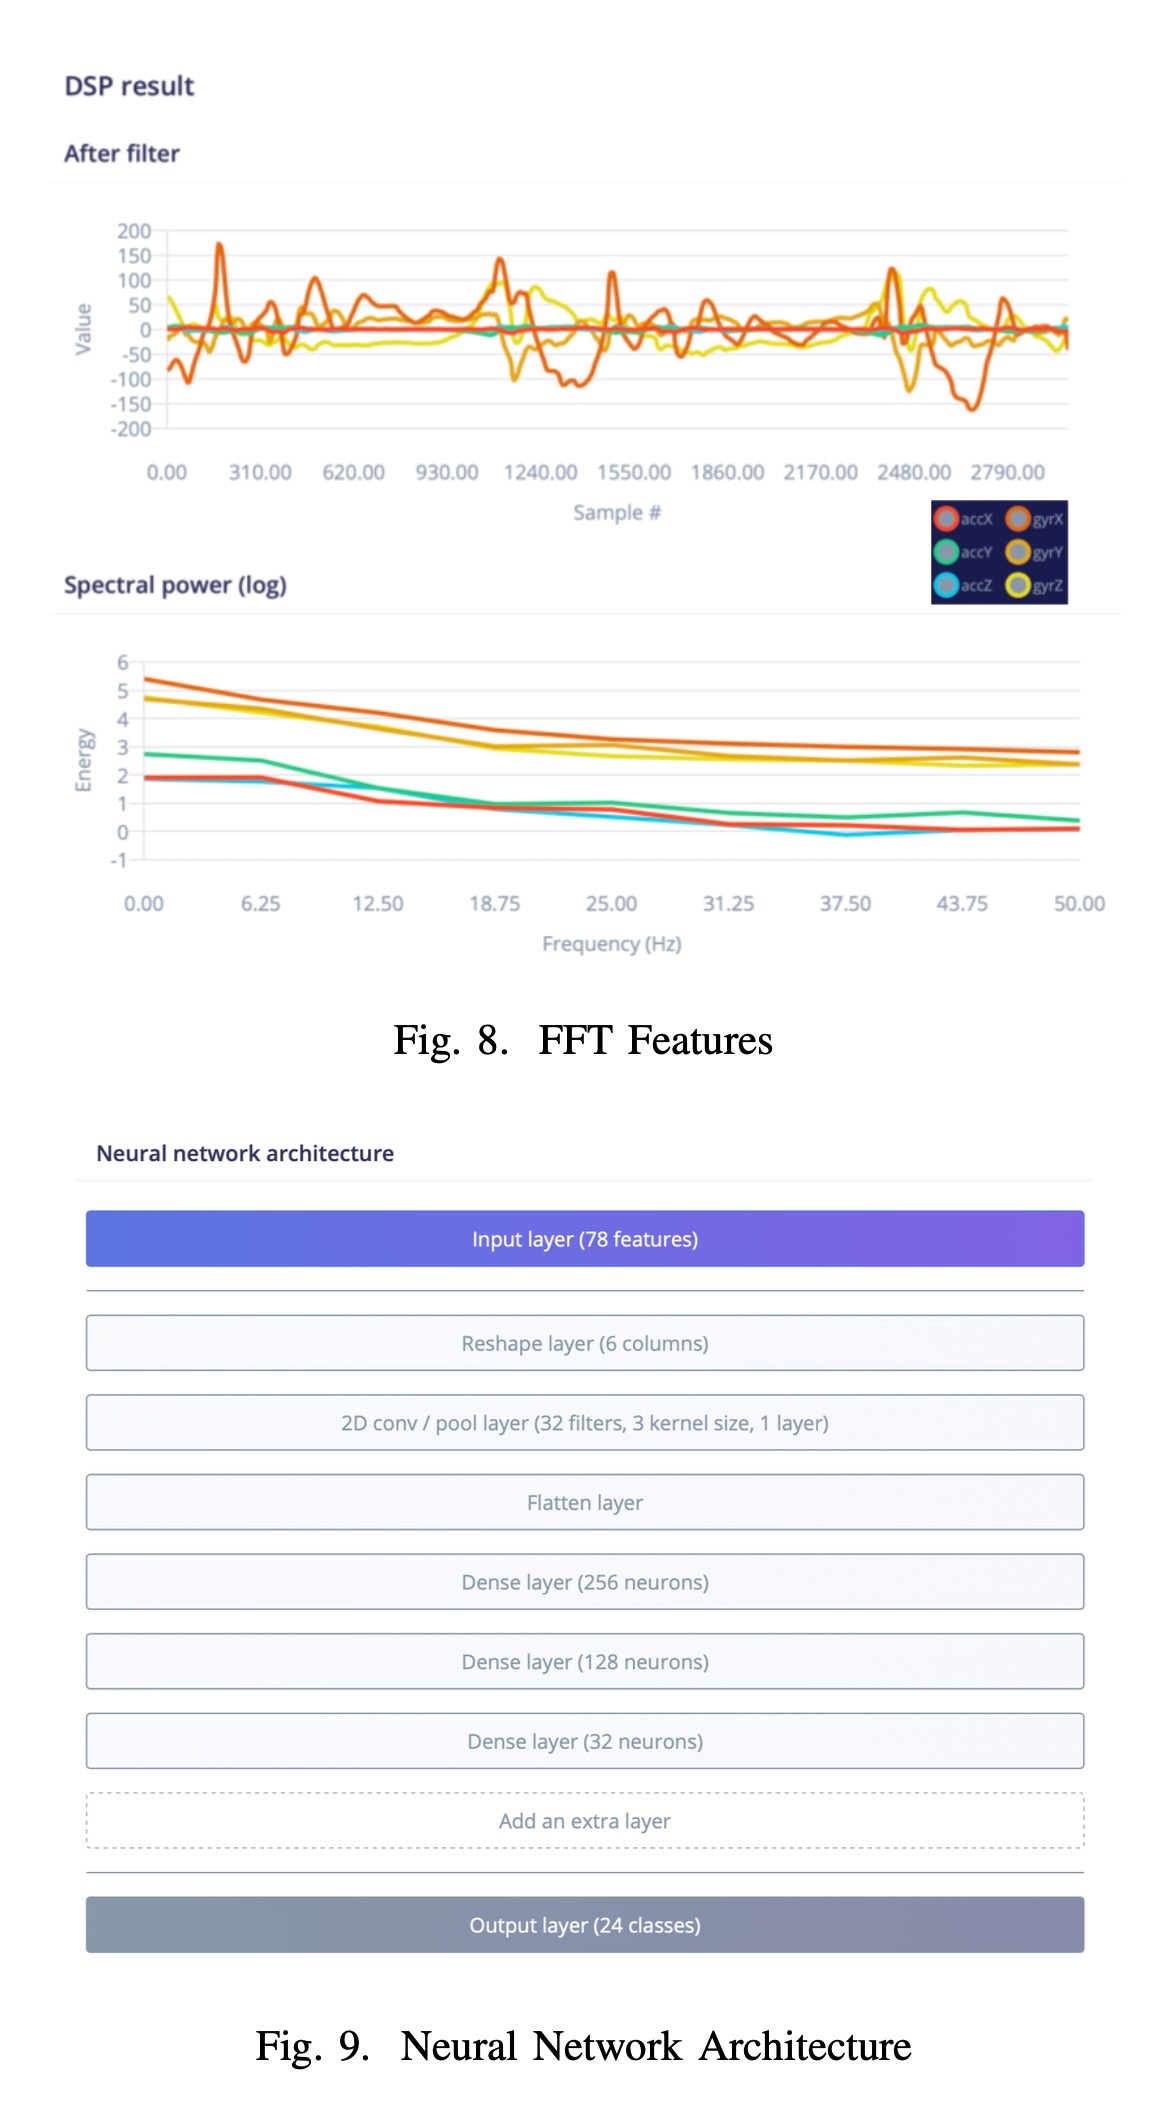 DSP result
After filter
200
150
100
50
0
-50
-100
-150
-200
Value
0.00 310.00 620.00 930.00 1240.00 1550.00 1860.00 2170.00 2480.00 2790.00
Sample #
accX gyrX
accY gyrY
accZ gyrZ
Spectral power (log)
6
5
4
3
2
1
0
-1
Energy
0.00 6.25 12.50 18.75 25.00 31.25 37.50 43.75 50.00
Frequency (Hz)
Fig. 8. FFT Features
Neural network architecture
Input layer (78 features)
Reshape layer (6 columns)
2D conv / pool layer (32 filters, 3 kernel size, 1 layer)
Flatten layer
Dense layer (256 neurons)
Dense layer (128 neurons)
Dense layer (32 neurons)
Add an extra layer
Output layer (24 classes)
Fig. 9. Neural Network Architecture